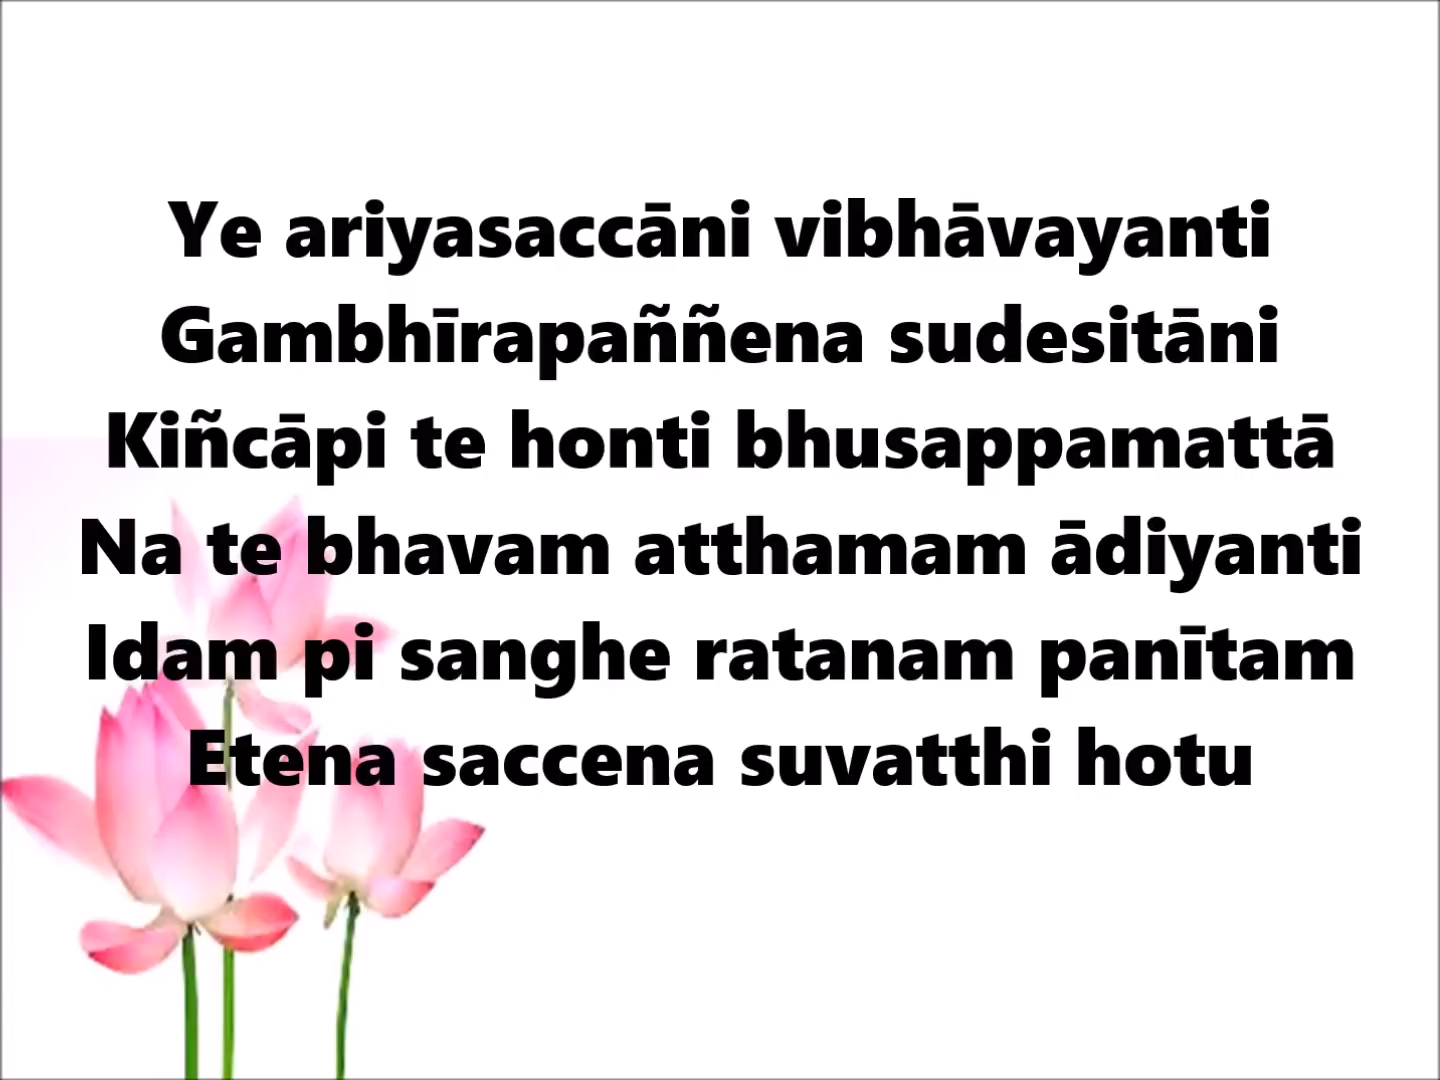 Ye ariyasaccāni vibhāvayanti
Gambhīrapaññena sudesitāni
Kiñcāpi te honti bhusappamattā
Na te bhavam atthamam ādiyanti
Idam pi sanghe ratanam panītam
Etena saccena suvatthi hotu